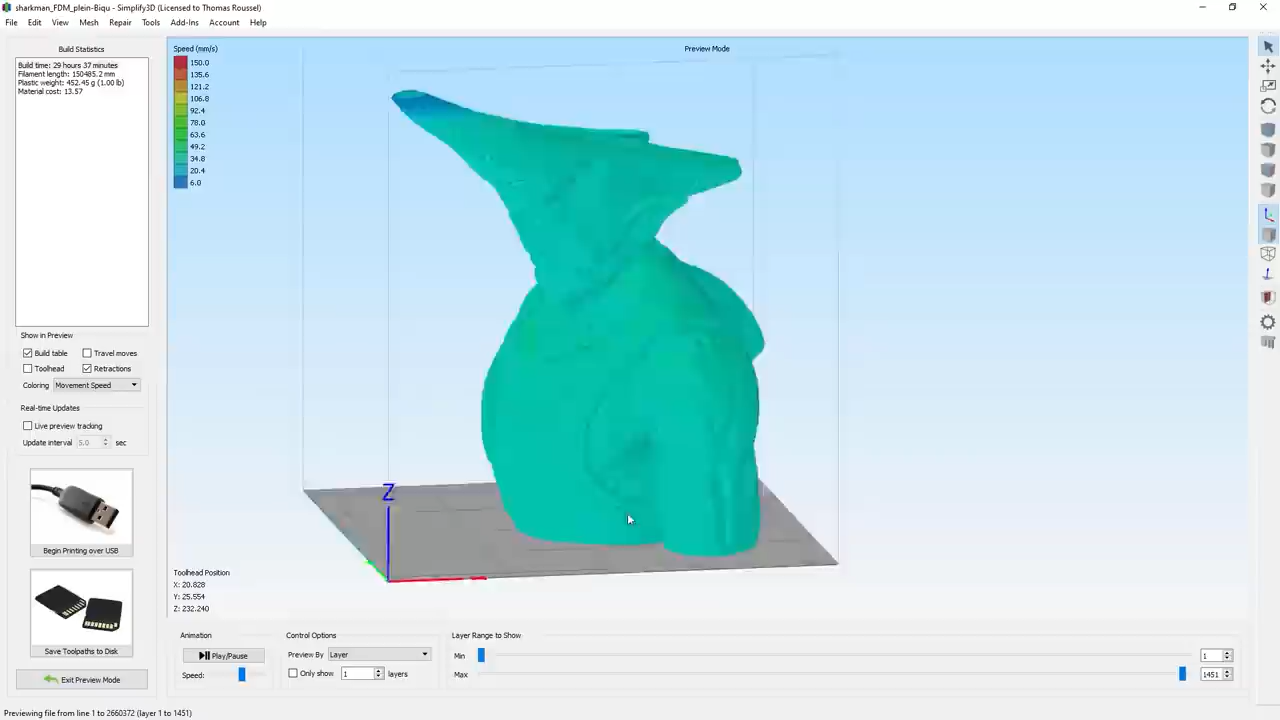 sharkman_FDM_plein-Biqu - Simplify3D (Licensed to Thomas Roussel)
File Edit View Mesh Repair Tools Add-Ins Account Help
Build Statistics
Build time: 29 hours 37 minutes
Filament length: 150485.2 mm
Plastic weight: 452.45 g (1.00 lb)
Material cost: 13.57
Show in Preview
Build table Travel moves
Toolhead Retractions
Coloring Movement Speed
Real-time Updates
Live preview tracking
Update interval 5.0 sec
Begin Printing over USB
Save Toolpaths to Disk
Exit Preview Mode
Speed (mm/s)
150.0
135.6
121.2
106.8
92.4
78.0
63.6
49.2
34.8
20.4
6.0
Preview Mode
Z
Toolhead Position
X: 20.828
Y: 25.554
Z: 232.240
Animation
Play/Pause
Speed:
Control Options
Preview By Layer
Only show 1 layers
Layer Range to Show
Min 1
Max 1451
Previewing file from line 1 to 2660372 (layer 1 to 1451)